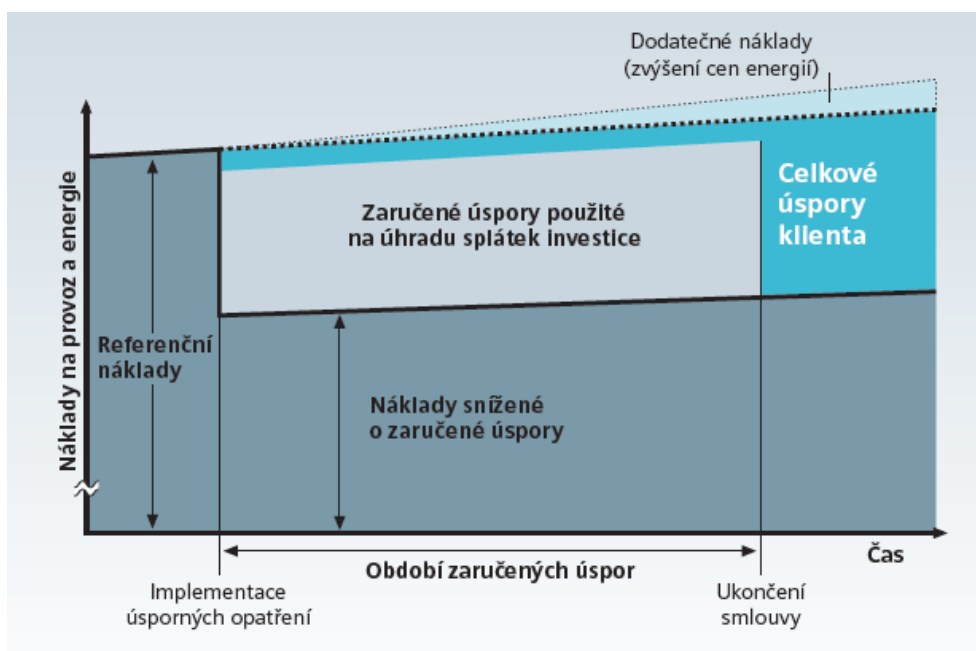 Dodatečné náklady
(zvýšení cen energií)
Náklady na provoz a energie
Celkové
úspory
klienta
Zaručené úspory použité
na úhradu splátek investice
Referenční
náklady
Náklady snížené
o zaručené úspory
Čas
Období zaručených úspor
Implementace
úsporných opatření
Ukončení
smlouvy